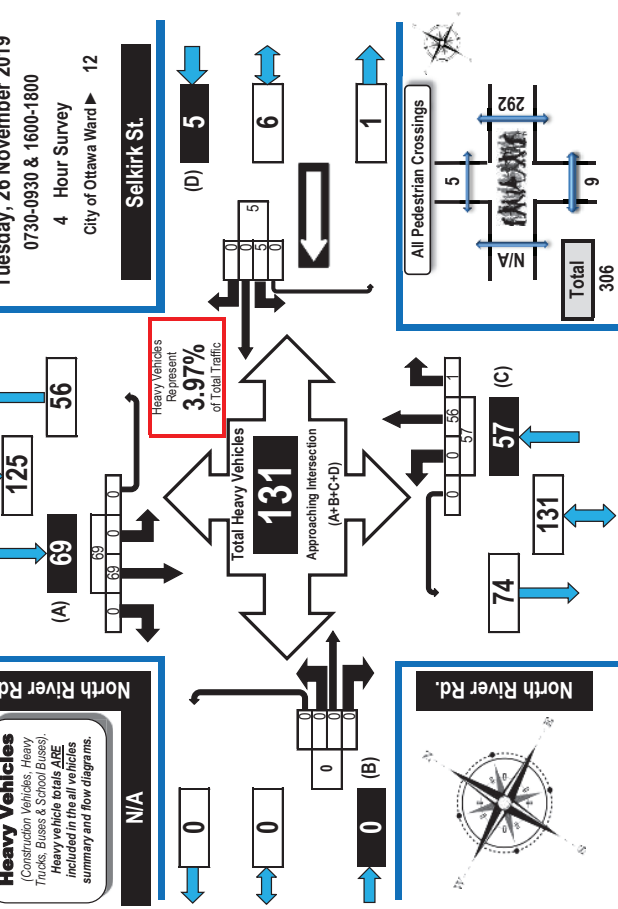 Tuesday, 26 November 2019
0730-0930 & 1600-1800
4 Hour Survey
City of Ottawa Ward ► 12
Selkirk St.
Heavy Vehicles
(Construction Vehicles, Heavy
Trucks, Buses & School Buses).
Heavy vehicle totals ARE
included in the all vehicles
summary and flow diagrams.
N/A
North River Rd.
56
125
(A)
69
69
0
69
0
0
Heavy Vehicles
Represent
3.97%
of Total Traffic
(D)
5
6
1
0
0
5
0
5
Total Heavy Vehicles
131
Approaching Intersection
(A+B+C+D)
0
0
0
(B)
0
0
0
0
0
0
56
1
57
(C)
57
74
131
North River Rd.
All Pedestrian Crossings
5
292
N/A
9
Total
306